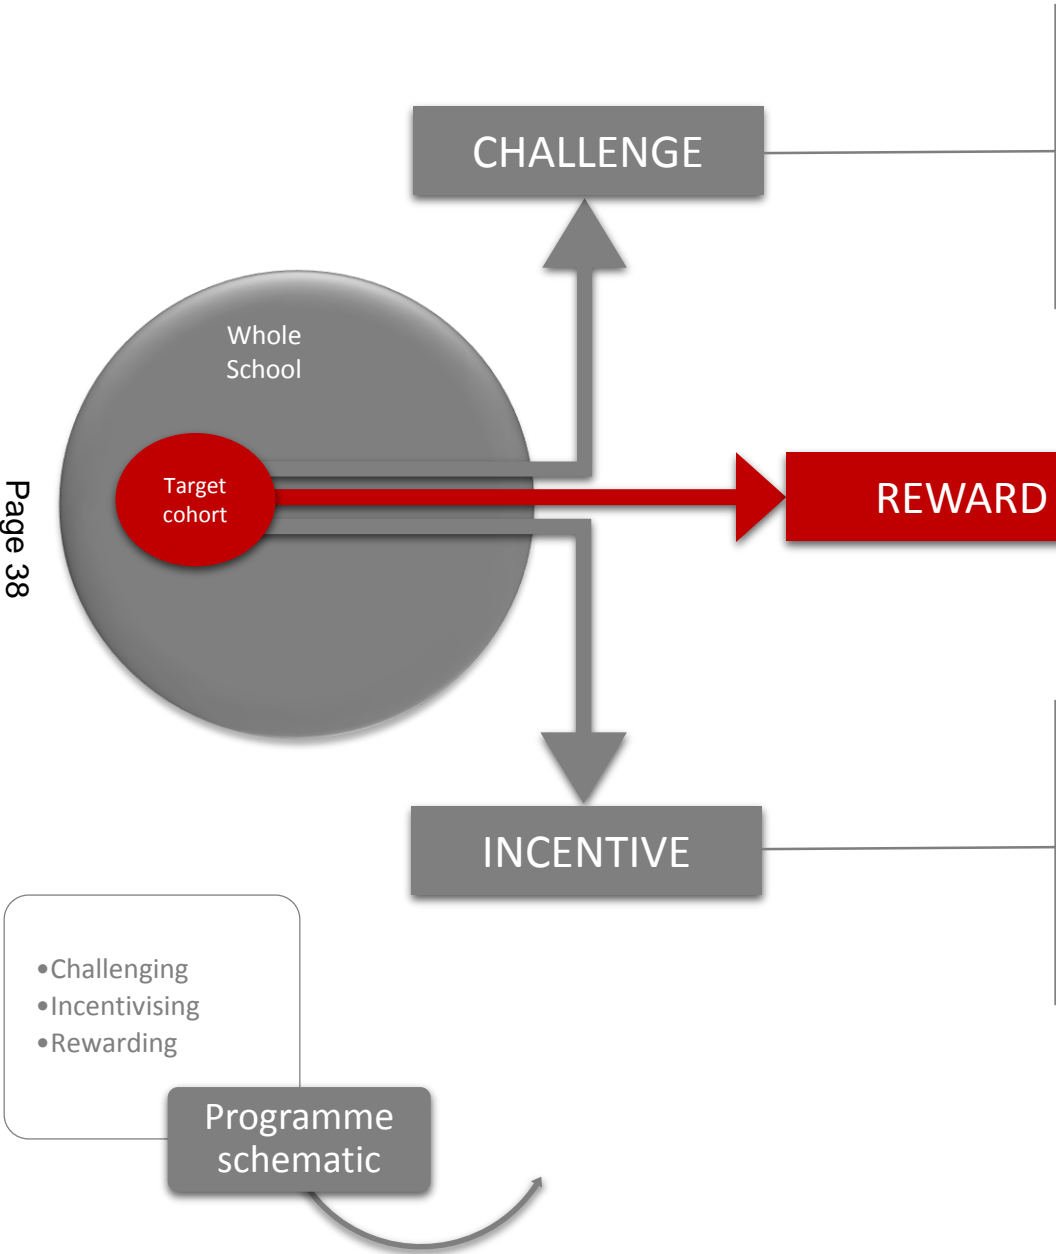 CHALLENGE
Whole
School
Target
cohort
REWARD
Page 38
INCENTIVE
•Challenging
•Incentivising
•Rewarding
Programme
schematic